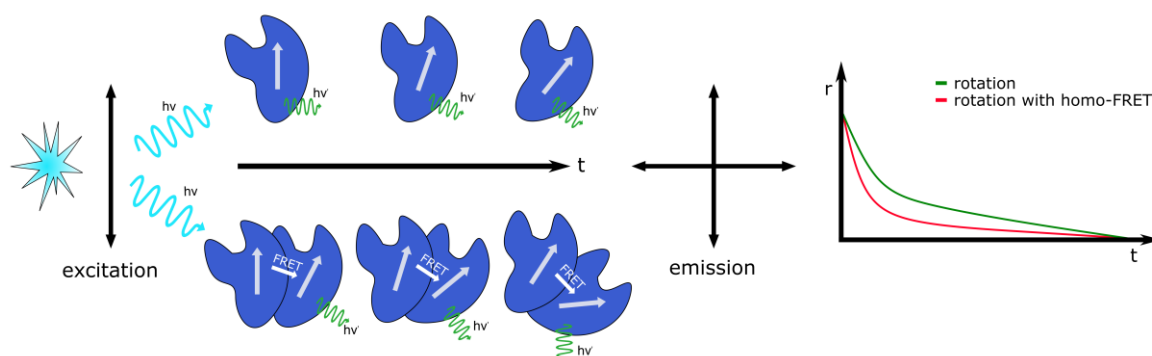 hν
hν
excitation
hν'
hν'
hν'
t
FRET
hν'
FRET
hν'
FRET
hν'
emission
r
rotation
rotation with homo-FRET
t